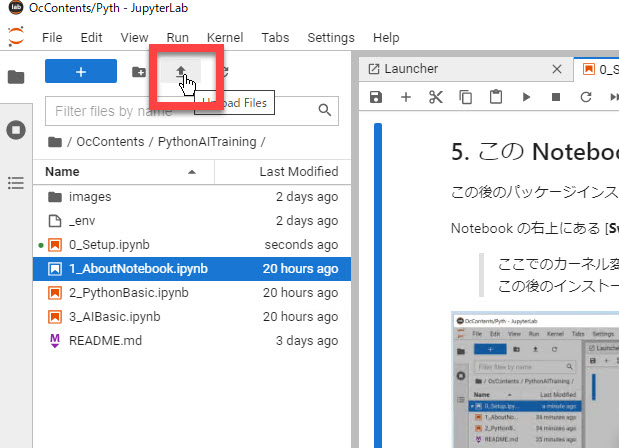 lab OcContents/Pyth - JupyterLab
File Edit View Run Kernel Tabs Settings Help
+
Launcher
0_S
Upload Files
Filter files by name
/ OcContents / PythonAITraining /
Name Last Modified
images 2 days ago
_env 2 days ago
0_Setup.ipynb seconds ago
1_AboutNotebook.ipynb 20 hours ago
2_PythonBasic.ipynb 20 hours ago
3_AIBasic.ipynb 20 hours ago
README.md 3 days ago
5. この Noteboo
この後のパッケージインス
Notebook の右上にある [Sw
ここでのカーネル変
この後のインストー
OcContents/Pyth - JupyterLab
File Edit View Run Kernel Tabs Settings
Launcher
Filter files by name
/ OcContents / PythonAITraining /
Name Last Modified
0_Setup.ipy... a minute ago
1_AboutNo... 34 minutes ago
2_PythonB... 34 minutes ago
README.md 35 minutes ago